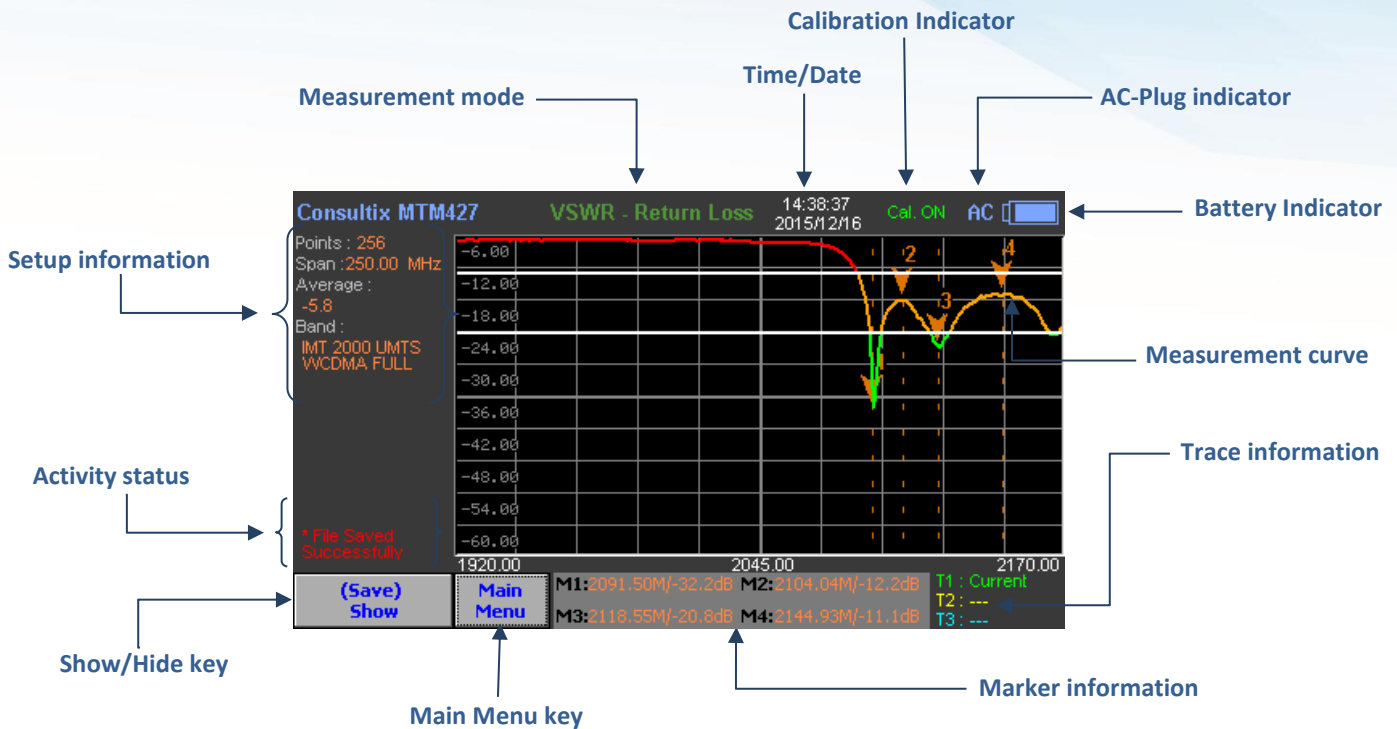 Calibration Indicator
Time/Date
Measurement mode
AC-Plug indicator
Consultix MTM427
VSWR - Return Loss
14:38:37
2015/12/16
Cal. ON
AC
Battery Indicator
Setup information
Points : 256
Span :250.00 MHz
Average :
-5.8
Band :
IMT 2000 UMTS
WCDMA FULL
-6.00
-12.00
-18.00
-24.00
-30.00
-36.00
-42.00
-48.00
-54.00
-60.00
2
3
4
Measurement curve
Trace information
Activity status
* File Saved
Successfully
1920.00 2045.00 2170.00
(Save)
Show
Main
Menu
M1:2091.50M/-32.2dB M2:2104.04M/-12.2dB
M3:2118.55M/-20.8dB M4:2144.93M/-11.1dB
T1 : Current
T2 : ---
T3 : ---
Show/Hide key
Main Menu key
Marker information